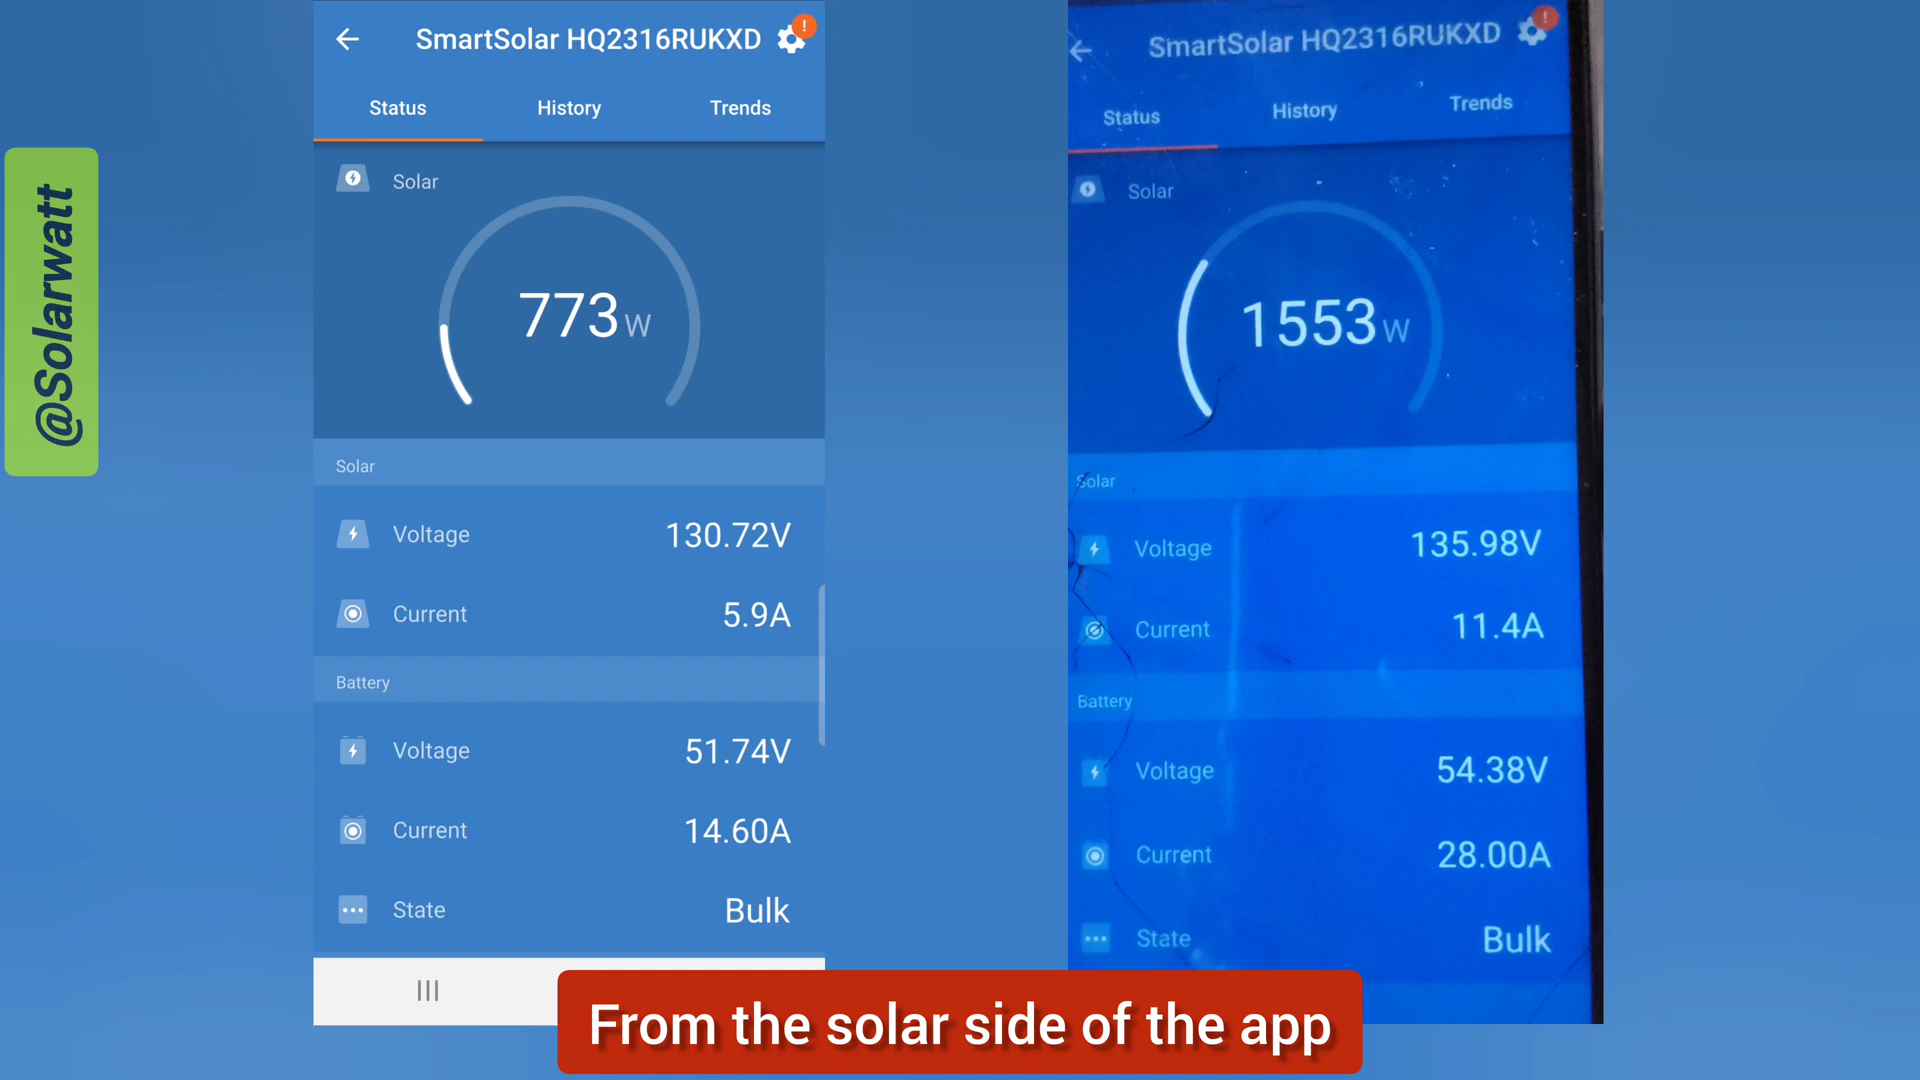 @Solarwatt
SmartSolar HQ2316RUKXD
!
Status History Trends
Solar
773W
Solar
Voltage 130.72V
Current 5.9A
Battery
Voltage 51.74V
Current 14.60A
State Bulk
SmartSolar HQ2316RUKXD
!
Status History Trends
Solar
1553W
Solar
Voltage 135.98V
Current 11.4A
Battery
Voltage 54.38V
Current 28.00A
State Bulk
From the solar side of the app